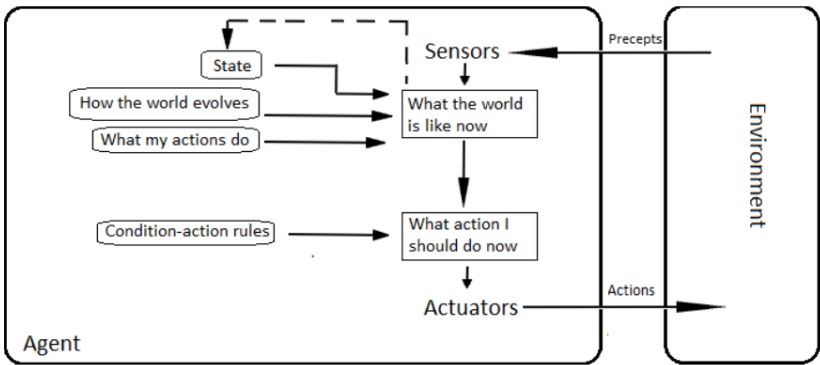 Precepts
Sensors
State
How the world evolves
What the world
is like now
What my actions do
Environment
Condition-action rules
What action I
should do now
Actions
Actuators
Agent